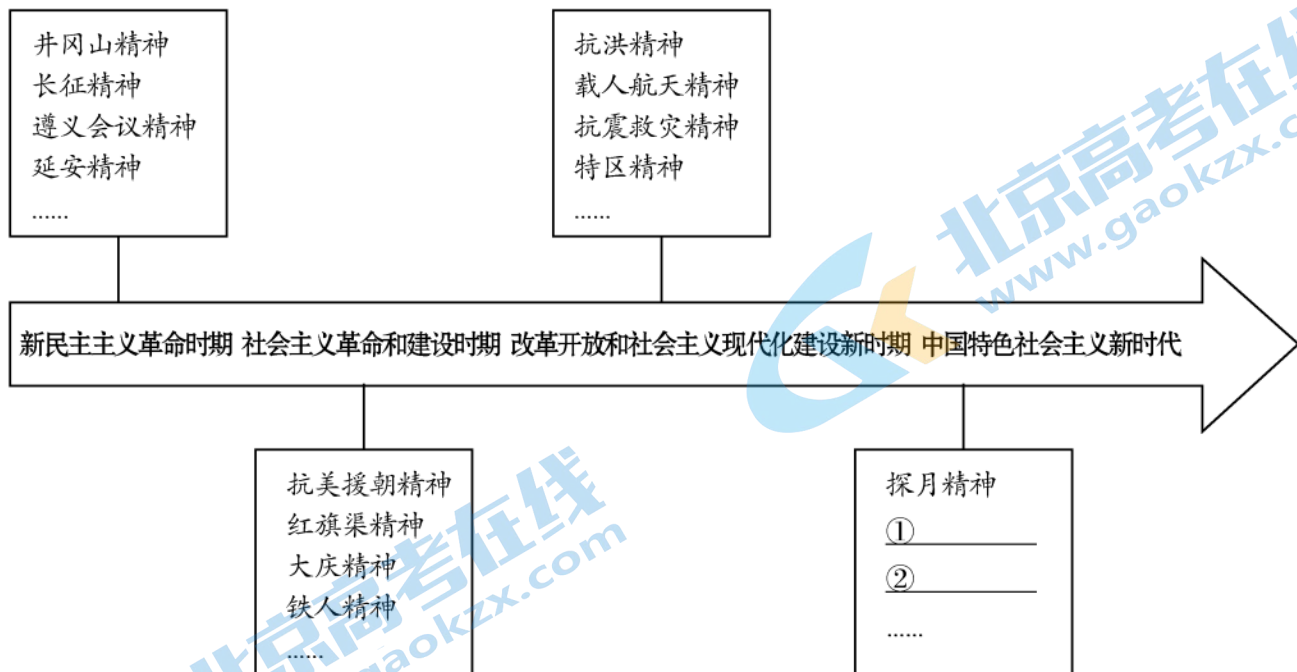 井冈山精神
长征精神
遵义会议精神
延安精神
……
抗洪精神
载人航天精神
抗震救灾精神
特区精神
……
北京高考在线
www.gaokzx.c
新民主主义革命时期 社会主义革命和建设时期 改革开放和社会主义现代化建设新时期 中国特色社会主义新时代
抗美援朝精神
红旗渠精神
大庆精神
铁人精神
……
探月精神
①
②
……
北京高考在线
gaokzx.com